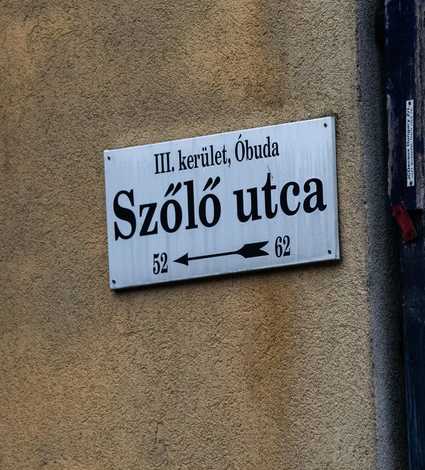 III. kerület, Óbuda
Szőlő utca
52 62